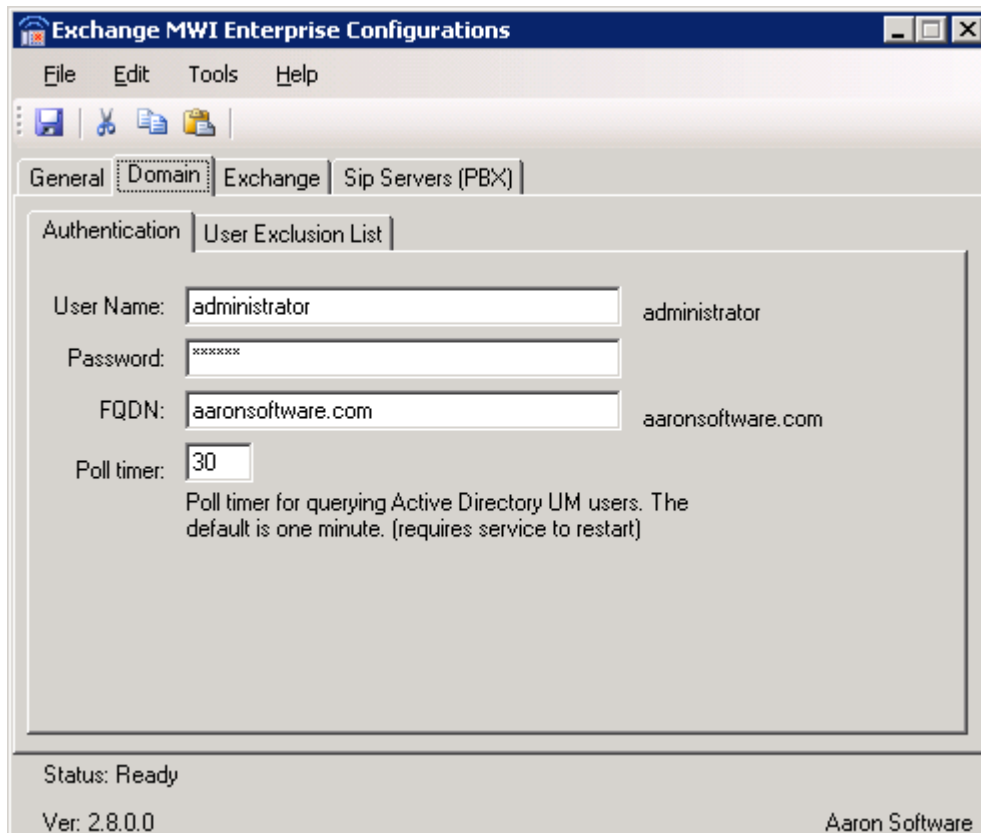 Exchange MWI Enterprise Configurations
File Edit Tools Help
General Domain Exchange Sip Servers (PBX)
Authentication User Exclusion List
User Name: administrator administrator
Password: ******
FQDN: aaronsoftware.com aaronsoftware.com
Poll timer: 30
Poll timer for querying Active Directory UM users. The
default is one minute. (requires service to restart)
Status: Ready
Ver: 2.8.0.0 Aaron Software